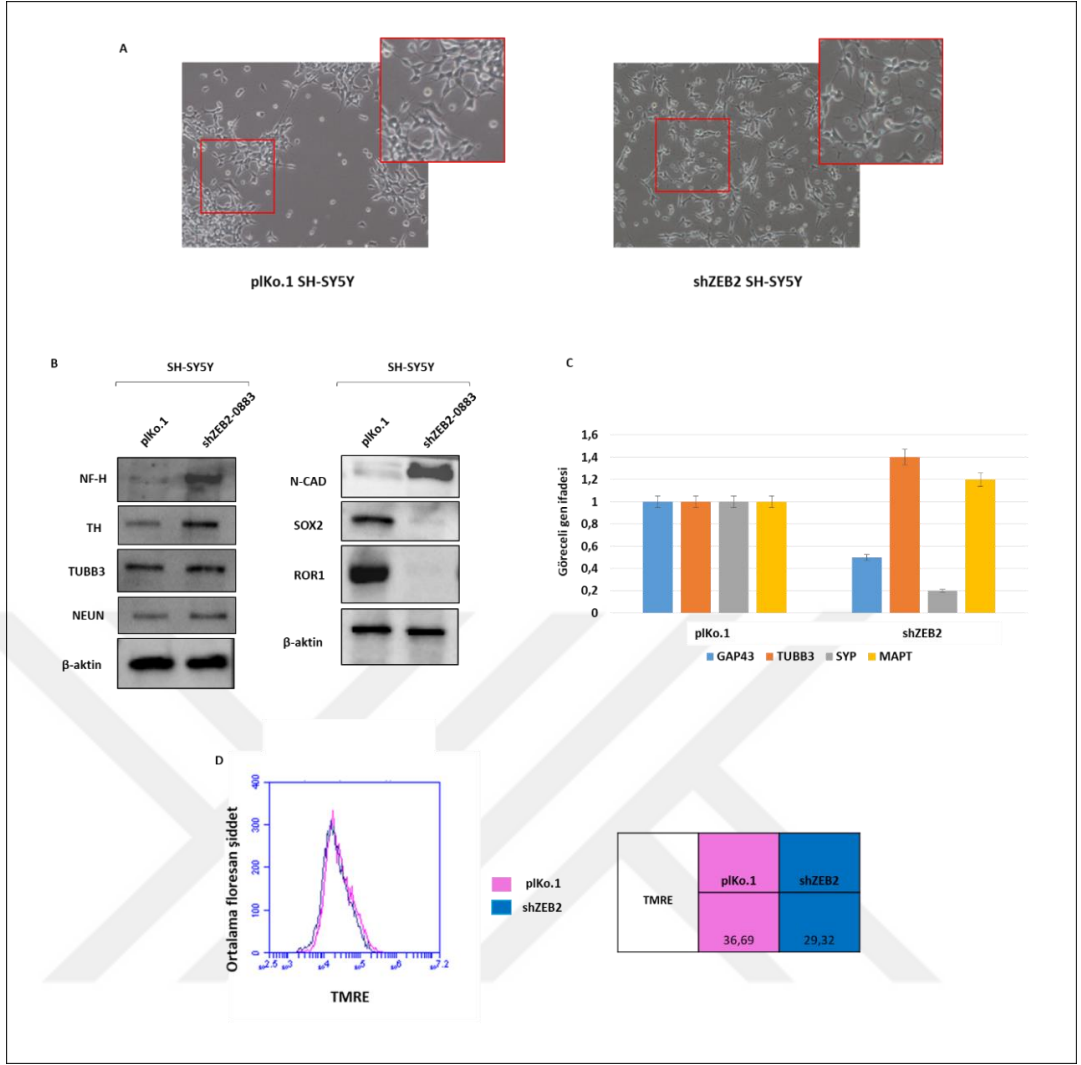 A
plKo.1 SH-SY5Y
shZEB2 SH-SY5Y
B
SH-SY5Y
plKo.1
shZEB2-0883
NF-H
TH
TUBB3
NEUN
β-aktin
SH-SY5Y
plKo.1
shZEB2-0883
N-CAD
SOX2
ROR1
β-aktin
C
Göreceli gen ifadesi
1,6
1,4
1,2
1
0,8
0,6
0,4
0,2
0
plKo.1
shZEB2
GAP43 TUBB3 SYP MAPT
D
Ortalama floresan şiddet
400
300
200
100
0
TMRE
plKo.1
shZEB2
TMRE
plKo.1
shZEB2
36,69
29,32